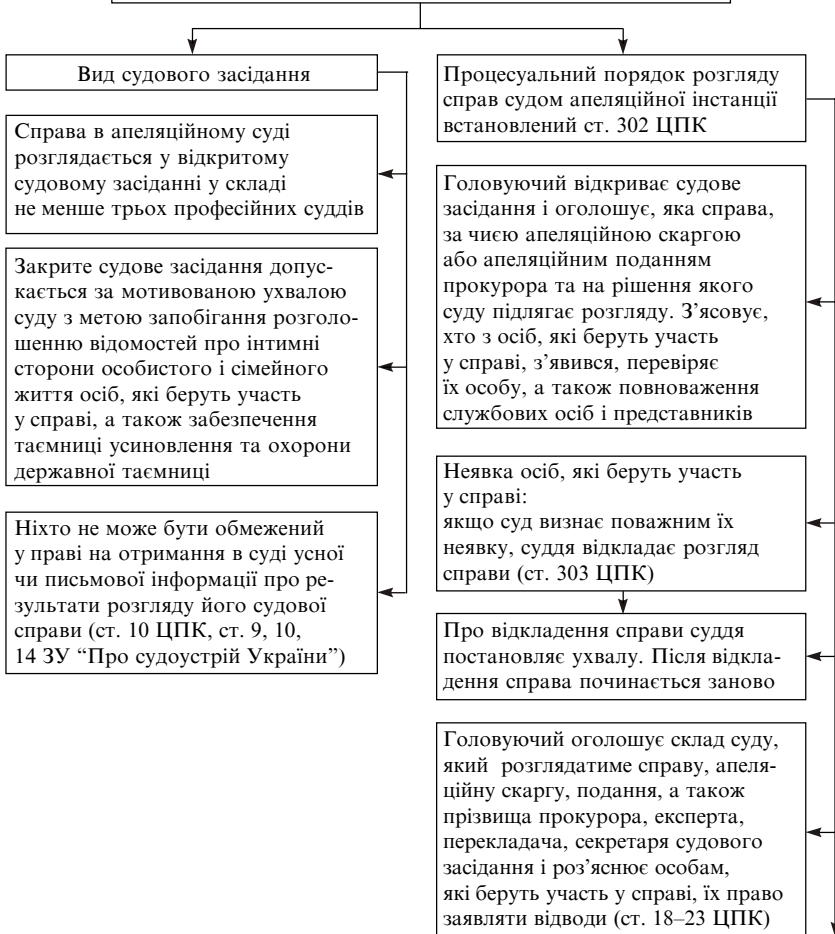 Вид судового засідання
Справа в апеляційному суді
розглядається у відкритого
судовому засіданні у складі
не менше трьох професійних суддів
Закрите судове засідання допус-
кається за мотивованою ухвалою
суду з метою запобігання розголо-
шенню відомостей про інтимні
сторони особистого і сімейного
життя осіб, які беруть участь
у справі, а також забезпечення
таємниці усиновлення та охорони
державної таємниці
Ніхто не може бути обмежений
у праві на отримання в суді усної
чи письмової інформації про ре-
зультати розгляду його судової
справи (ст. 10 ЦПК, ст. 9, 10,
14 ЗУ “Про судоустрій України”)
Процесуальний порядок розгляду
справ судом апеляційної інстанції
встановлений ст. 302 ЦПК
Головуючий відкриває судове
засідання і оголошує, яка справа,
за чиєю апеляційною скаргою
або апеляційним поданням
прокурора та на рішення якого
суду підлягає розгляду. З’ясовує,
хто з осіб, які беруть участь
у справі, з’явився, перевіряє
їх особу, а також повноваження
службових осіб і представників
Неявка осіб, які беруть участь
у справі:
якщо суд визнає поважним їх
неявку, суддя відкладає розгляд
справи (ст. 303 ЦПК)
Про відкладення справи суддя
постановляє ухвалу. Після відкла-
дення справа починається заново
Головуючий оголошує склад суду,
який розглядатиме справу, апеля-
ційну скаргу, подання, а також
прізвища прокурора, експерта,
перекладача, секретаря судового
засідання і роз’яснює особам,
які беруть участь у справі, їх право
заявляти відводи (ст. 18–23 ЦПК)